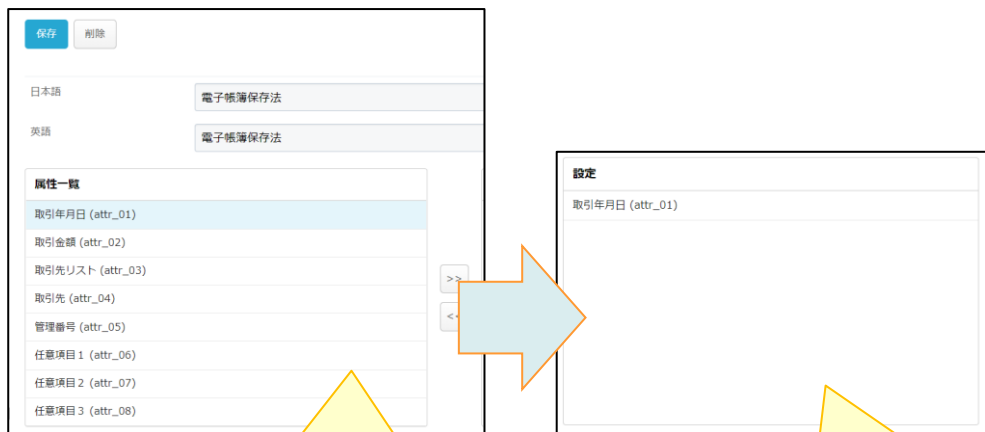 保存 削除
日本語 電子帳簿保存法
英語 電子帳簿保存法
属性一覧
取引年月日 (attr_01)
取引金額 (attr_02)
取引先リスト (attr_03)
取引先 (attr_04)
管理番号 (attr_05)
任意項目1 (attr_06)
任意項目2 (attr_07)
任意項目3 (attr_08)
>>
<<
設定
取引年月日 (attr_01)